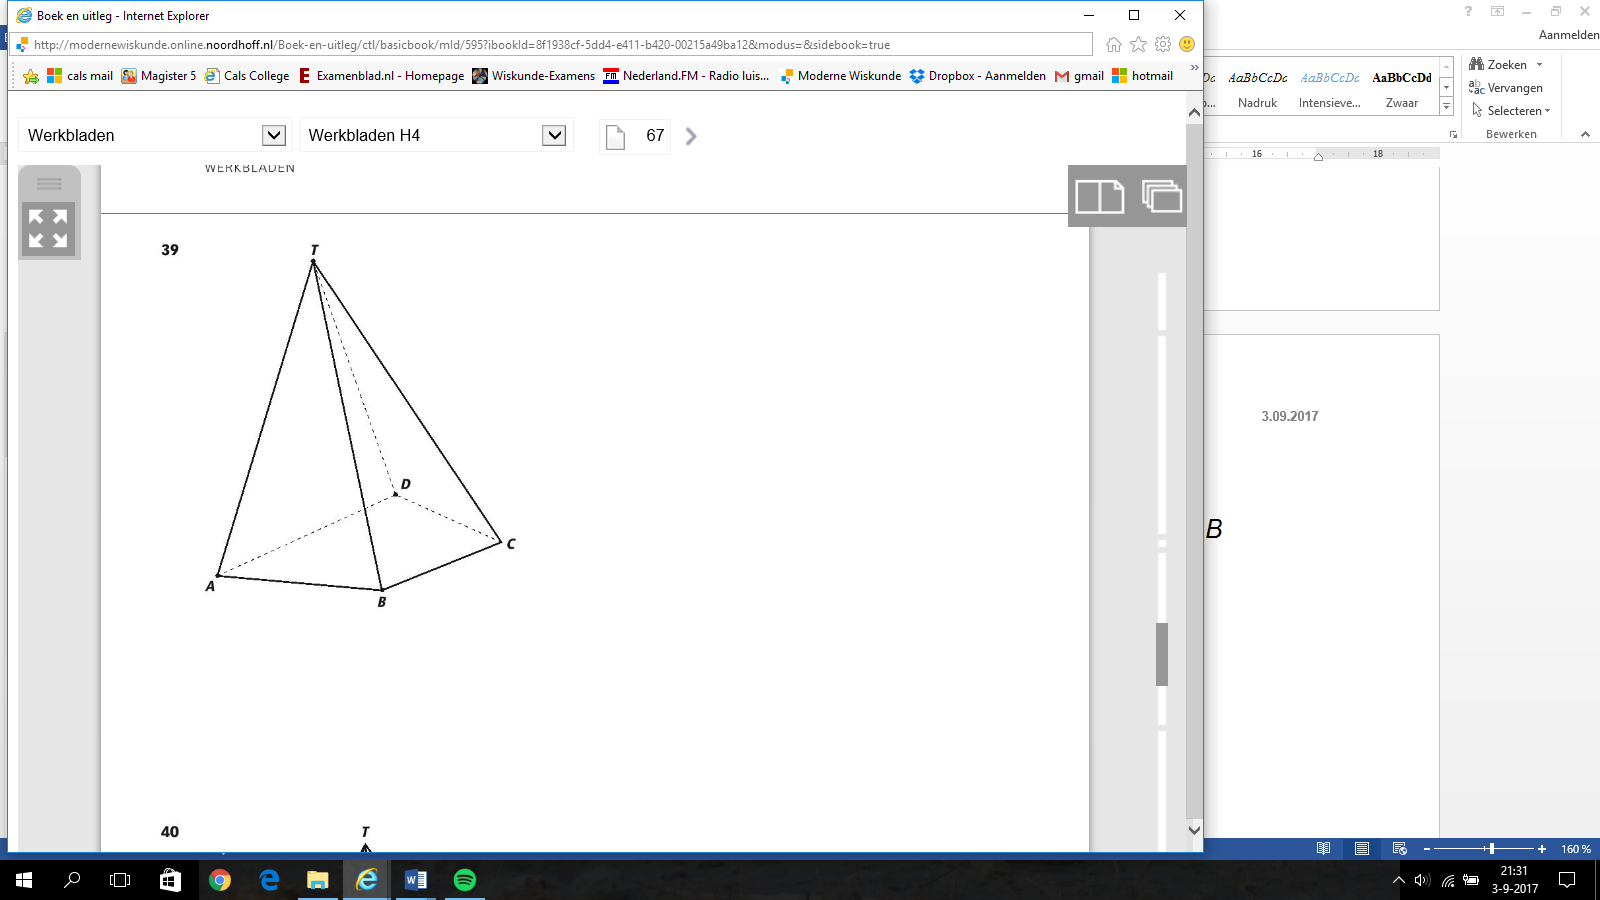 Boek en uitleg - Internet Explorer
http://modernewiskunde.online.noordhoff.nl/Boek-en-uitleg/ctl/basicbook/mId/595?ibookId=8f1938cf-5dd4-e411-b420-00215a49ba12&modus=&sidebook=true
cals mail Magister 5 Cals College Examenblad.nl - Homepage Wiskunde-Examens Nederland.FM - Radio luis... Moderne Wiskunde Dropbox - Aanmelden gmail hotmail
Werkbladen Werkbladen H4 67
WERKBLADEN
39
T
D
C
A
B
40
T
Aanmelden
AaBbCcDc AaBbCcDc AaBbCcDd
Nadruk Intensieve... Zwaar
Zoeken
Vervangen
Selecteren
Bewerken
16 18
3.09.2017
B
160 %
21:31
3-9-2017